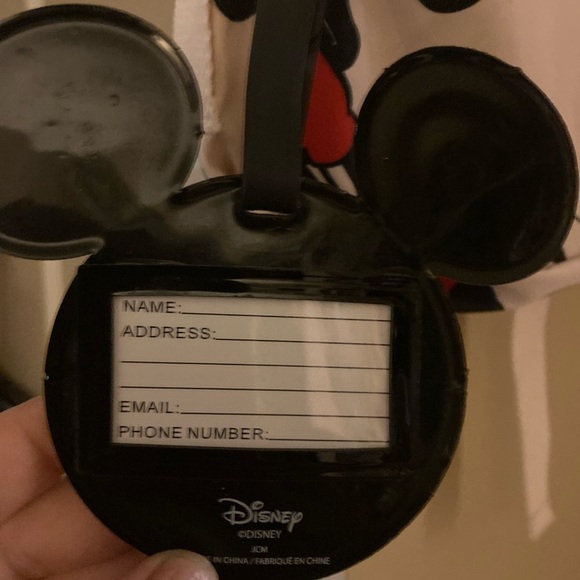 NAME:
ADDRESS:
EMAIL:
PHONE NUMBER:
Disney
©DISNEY
JCM
IN CHINA / FABRIQUÉ EN CHINE